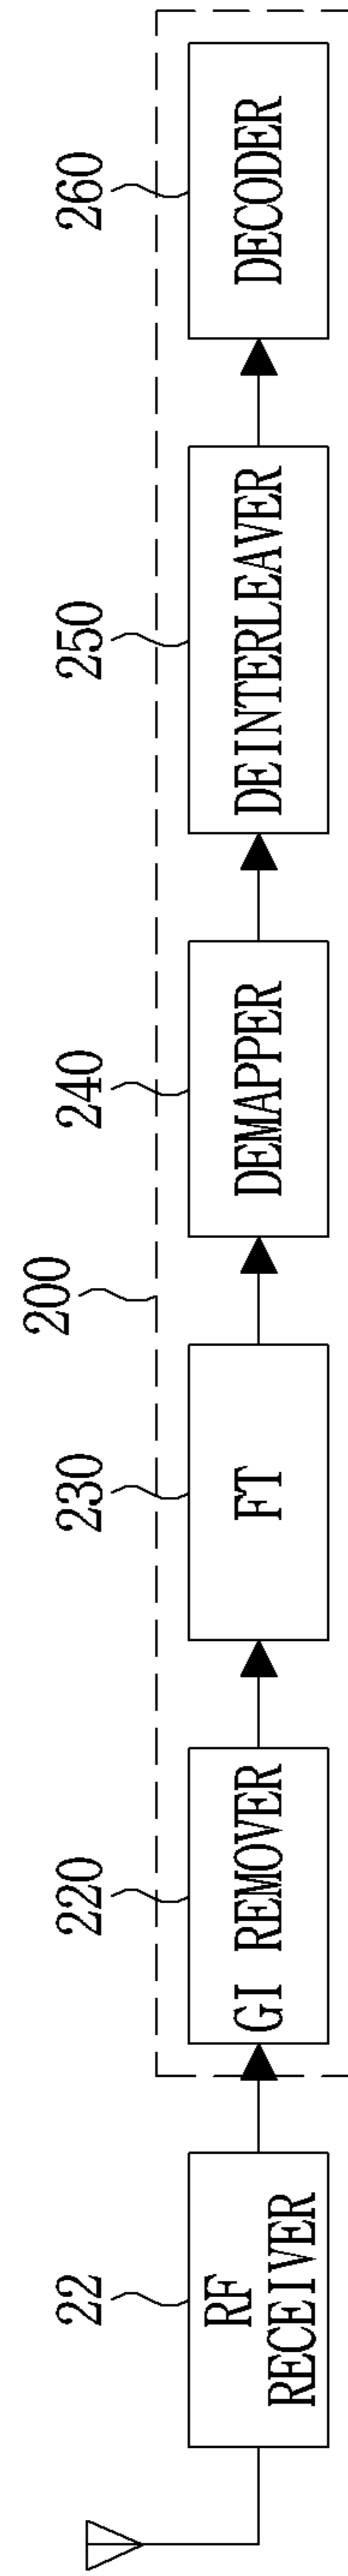 200
22
220
230
240
250
260
RF
RECEIVER
GI REMOVER
FT
DEMAPPER
DEINTERLEAVER
DECODER